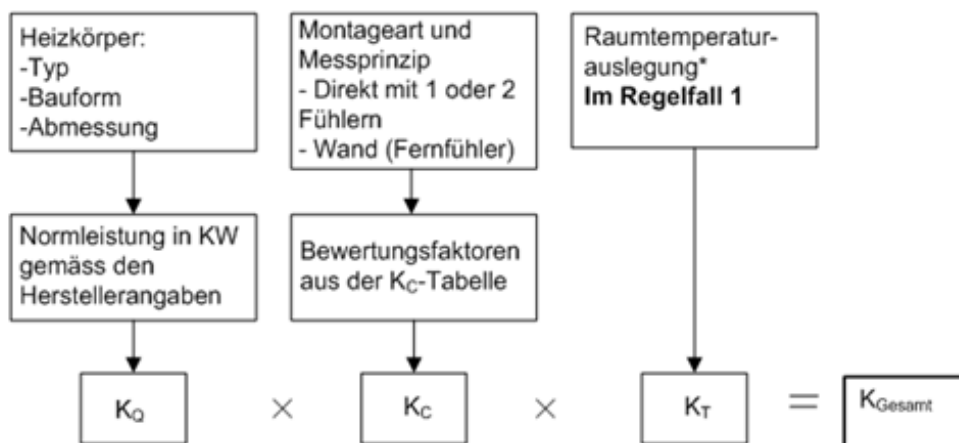 Heizkörper:
-Typ
-Bauform
-Abmessung
Montageart und
Messprinzip
- Direkt mit 1 oder 2
Fühlern
- Wand (Fernfühler)
Raumtemperatur-
auslegung*
Im Regelfall 1
Normleistung in KW
gemäss den
Herstellerangaben
Bewertungsfaktoren
aus der KC-Tabelle
KQ × KC × KT = KGesamt